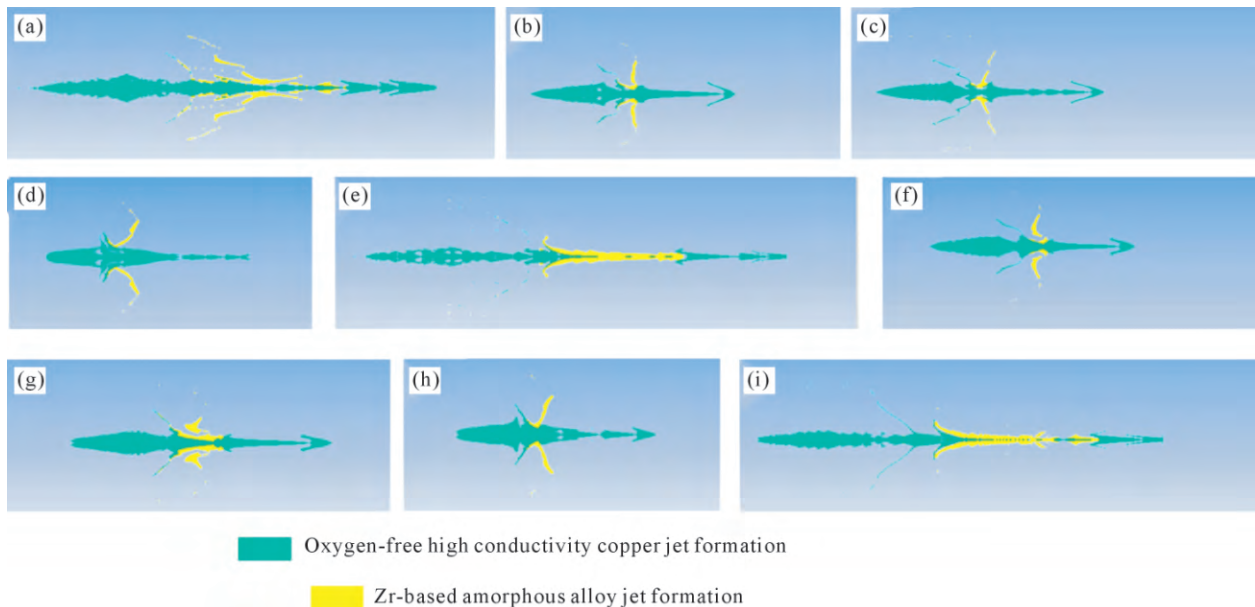 (a)
(b)
(c)
(d)
(e)
(f)
(g)
(h)
(i)
Oxygen-free high conductivity copper jet formation
Zr-based amorphous alloy jet formation